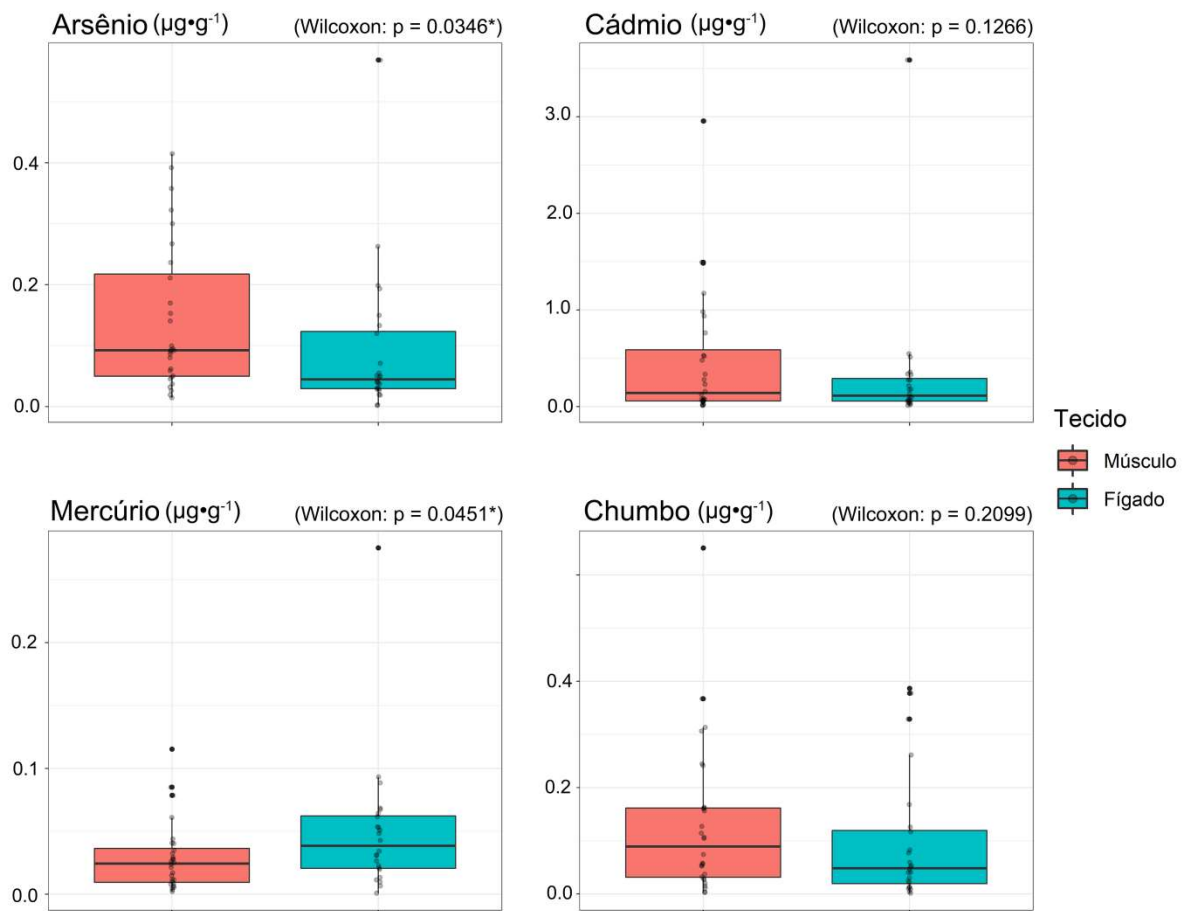 Arsênio (µg•g⁻¹) (Wilcoxon: p = 0.0346*)
0.4
0.2
0.0
Cádmio (µg•g⁻¹) (Wilcoxon: p = 0.1266)
3.0
2.0
1.0
0.0
Tecido
Músculo
Fígado
Mercúrio (µg•g⁻¹) (Wilcoxon: p = 0.0451*)
0.2
0.1
0.0
Chumbo (µg•g⁻¹) (Wilcoxon: p = 0.2099)
0.4
0.2
0.0